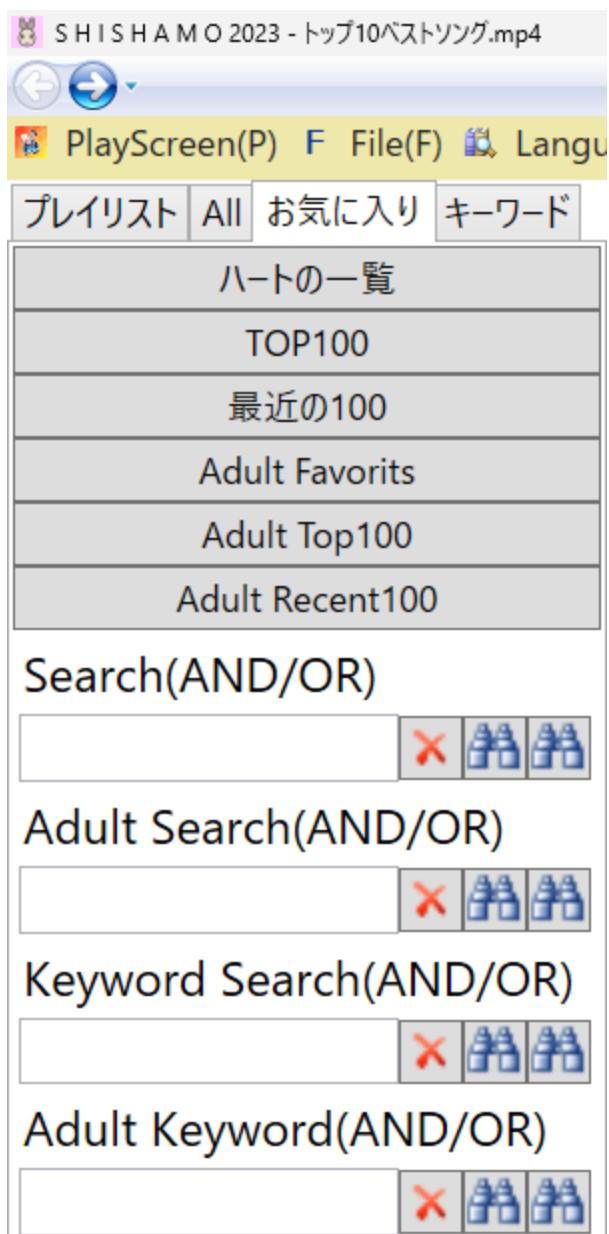 S H I S H A M O 2023 - トップ10ベストソング.mp4
PlayScreen(P) F File(F) Langu
プレイリスト All お気に入り キーワード
ハートの一覧
TOP100
最近の100
Adult Favorits
Adult Top100
Adult Recent100
Search(AND/OR)
Adult Search(AND/OR)
Keyword Search(AND/OR)
Adult Keyword(AND/OR)